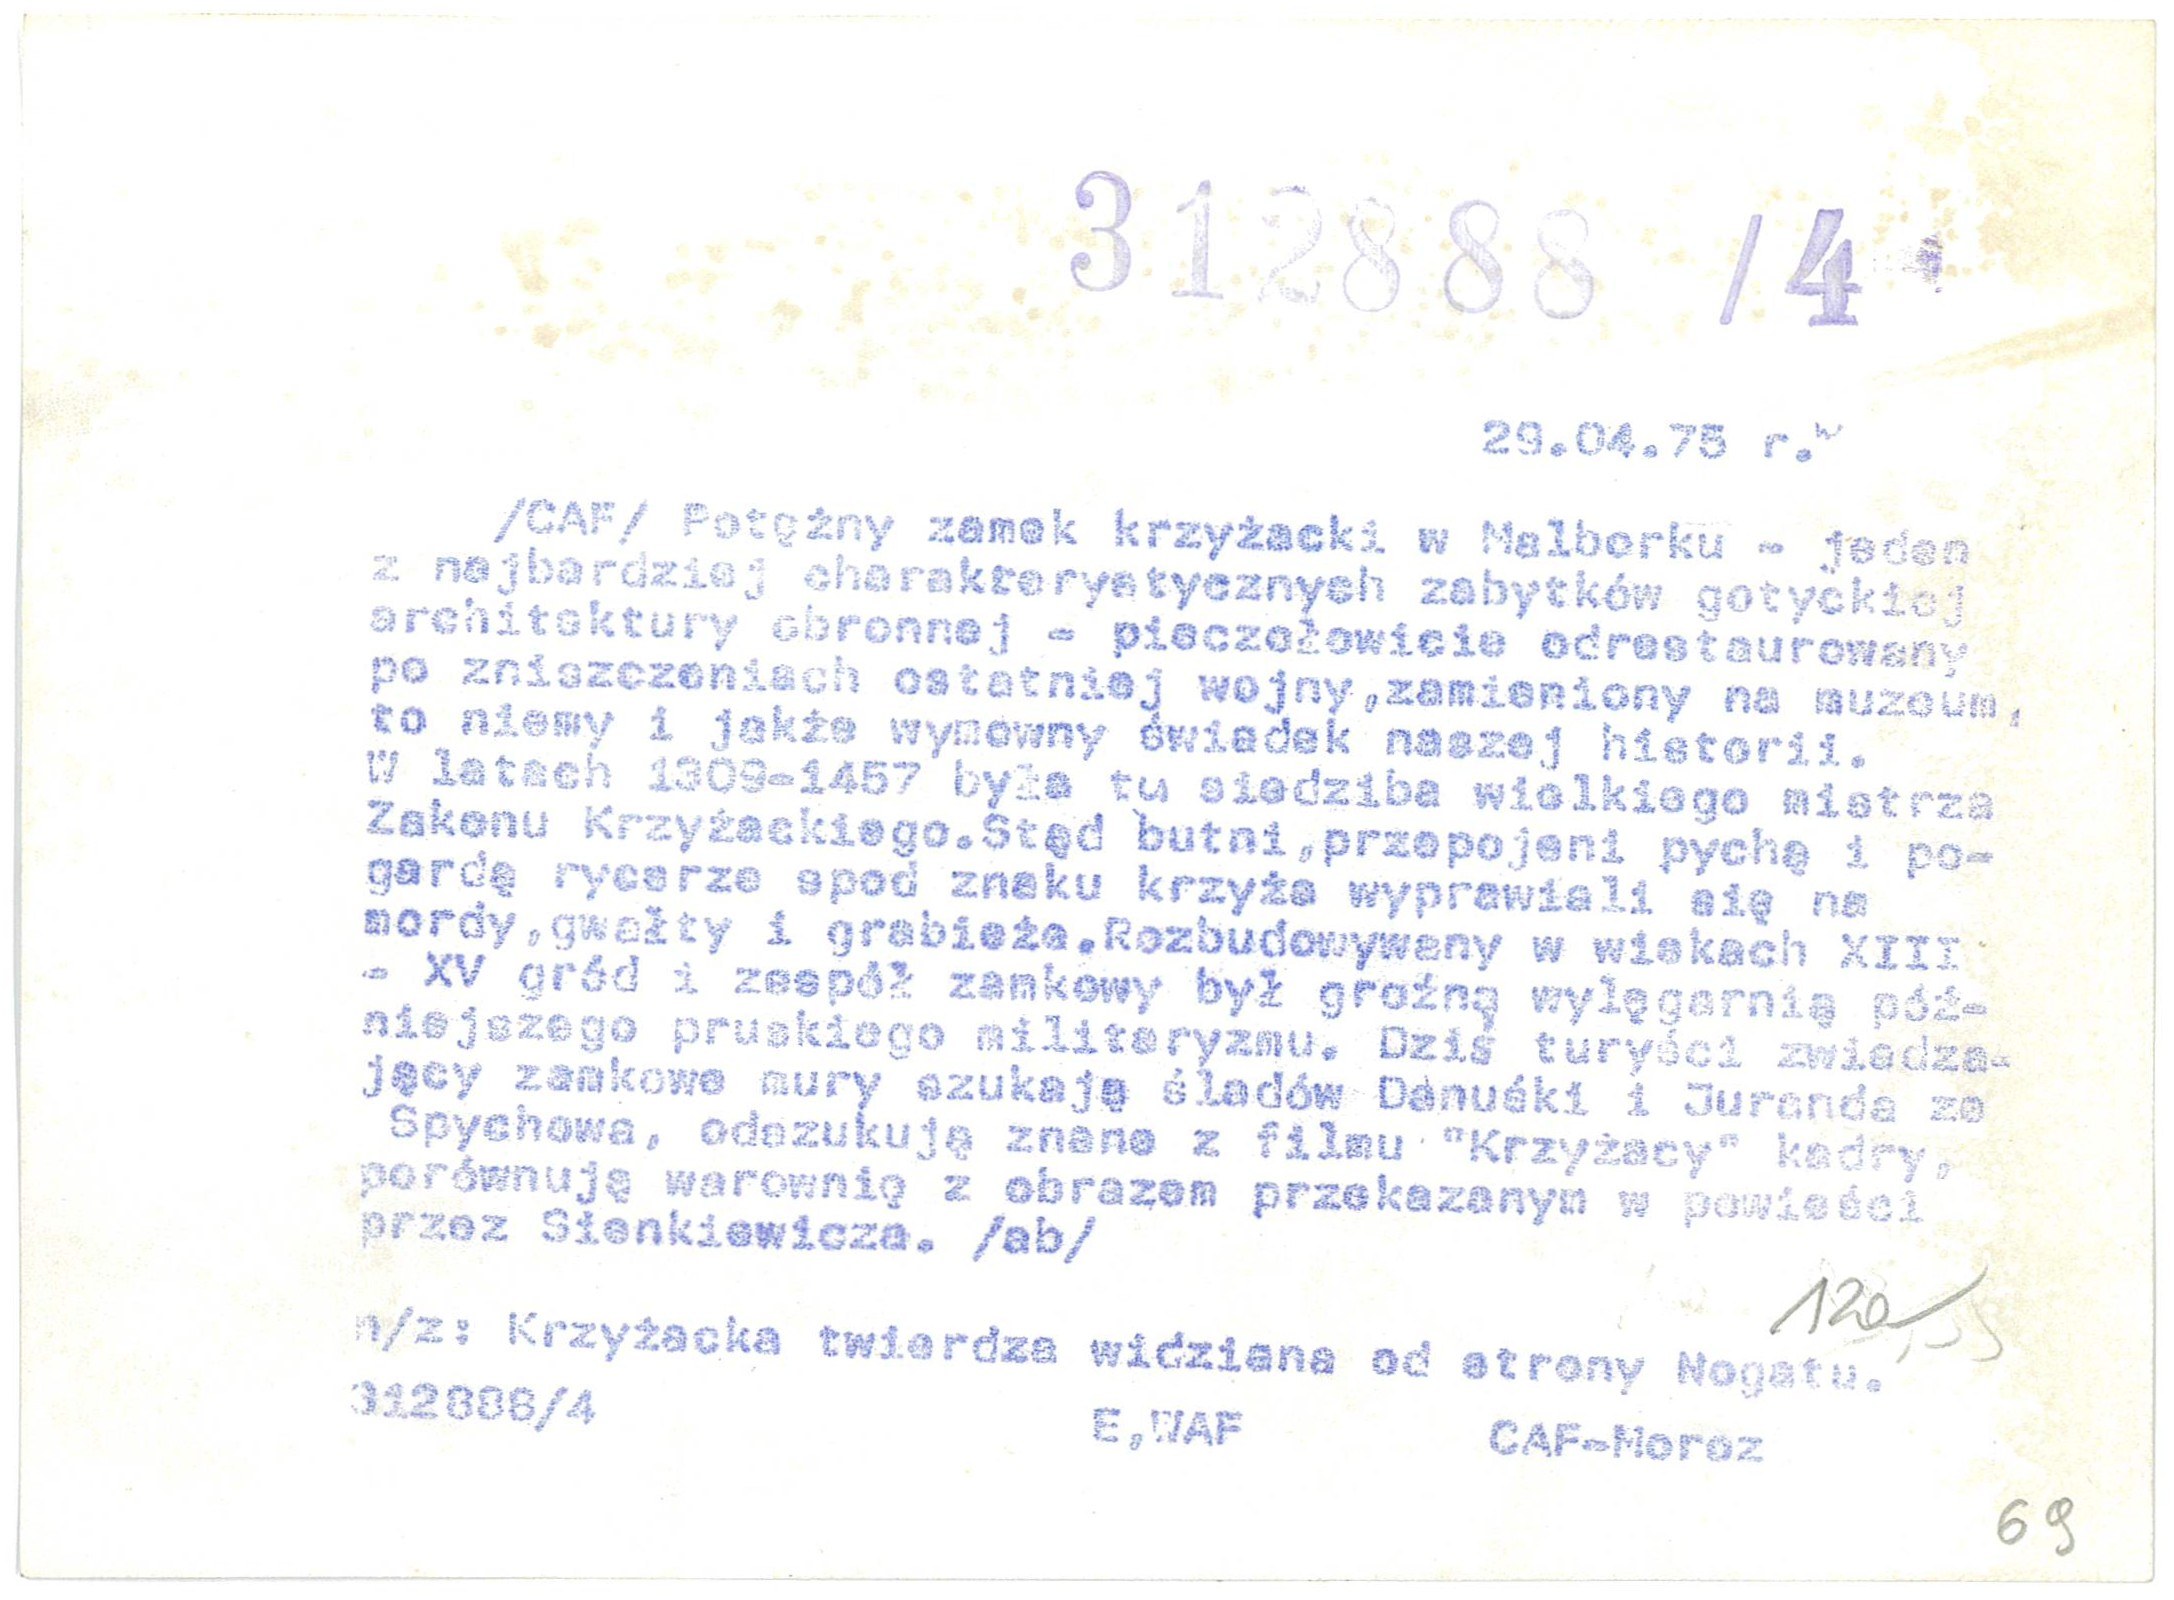 312888 /4
29.04.75 r.
/CAF/ Potężny zamek krzyżacki w Malborku - jeden
z najbardziej charakterystycznych zabytków gotyckiej
architektury obronnej - pieczołowicie odrestaurowany
po zniszczeniach ostatniej wojny,zamieniony na muzeum,
to niemy i jakże wymowny świadek naszej historii.
W latach 1309-1457 była tu siedziba wielkiego mistrza
Zakonu Krzyżackiego.Stąd butni,przepojeni pychą i po-
gardą rycerze spod znaku krzyża wyprawiali się na
mordy,gwałty i grabieże.Rozbudowywany w wiekach XIII
- XV gród i zespół zamkowy był groźną wylęgarnią póź-
niejszego pruskiego militaryzmu. Dziś turyści zwiedza-
jący zamkowe mury szukają śladów Danuśki i Juranda ze
Spychowa, odszukują znane z filmu "Krzyżacy" kadry,
porównują warownię z obrazem przekazanym w powieści
przez Sienkiewicza. /ab/
120
n/z: Krzyżacka twierdza widziana od strony Nogatu.
312888/4 E,WAF CAF-Moroz
69